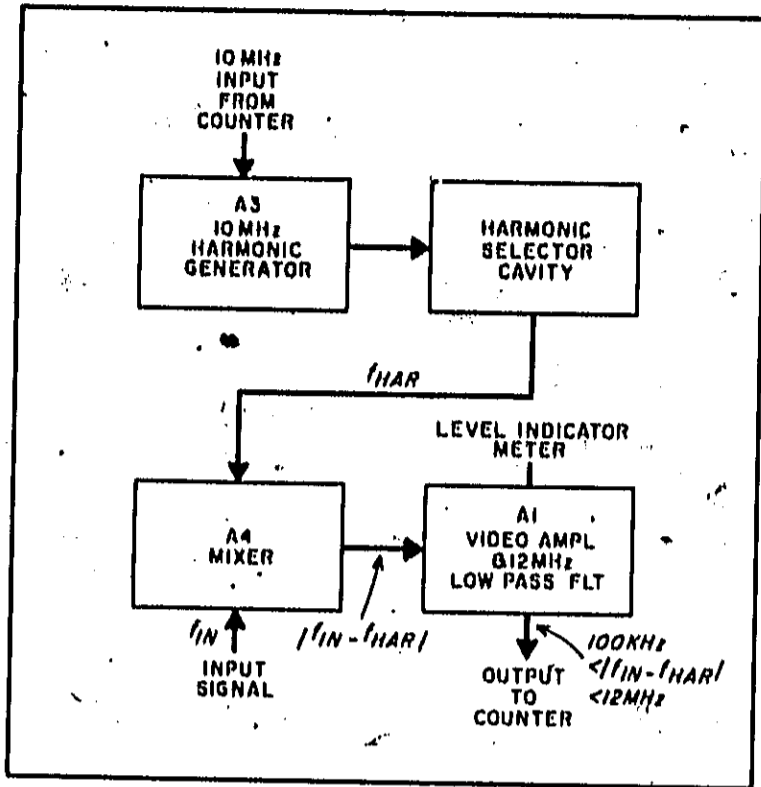 10 MHz
INPUT
FROM
COUNTER
A3
10 MHz
HARMONIC
GENERATOR
HARMONIC
SELECTOR
CAVITY
fHAR
LEVEL INDICATOR
METER
A4
MIXER
A1
VIDEO AMPL
&12MHz
LOW PASS FLT
fIN
|fIN-fHAR|
INPUT
SIGNAL
OUTPUT
TO
COUNTER
100KHz
<|fIN-fHAR|
<12MHz